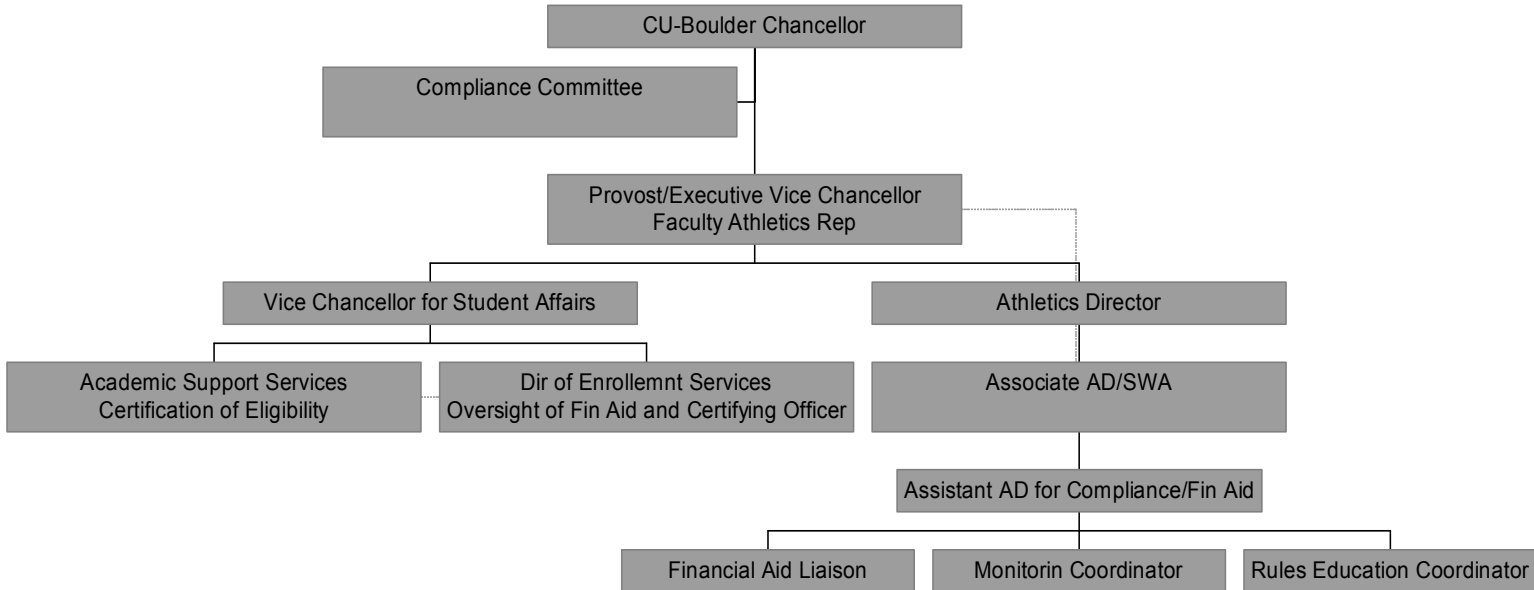 CU-Boulder Chancellor
Compliance Committee
Provost/Executive Vice Chancellor
Faculty Athletics Rep
Vice Chancellor for Student Affairs
Athletics Director
Academic Support Services
Certification of Eligibility
Dir of Enrollemnt Services
Oversight of Fin Aid and Certifying Officer
Associate AD/SWA
Assistant AD for Compliance/Fin Aid
Financial Aid Liaison
Monitorin Coordinator
Rules Education Coordinator